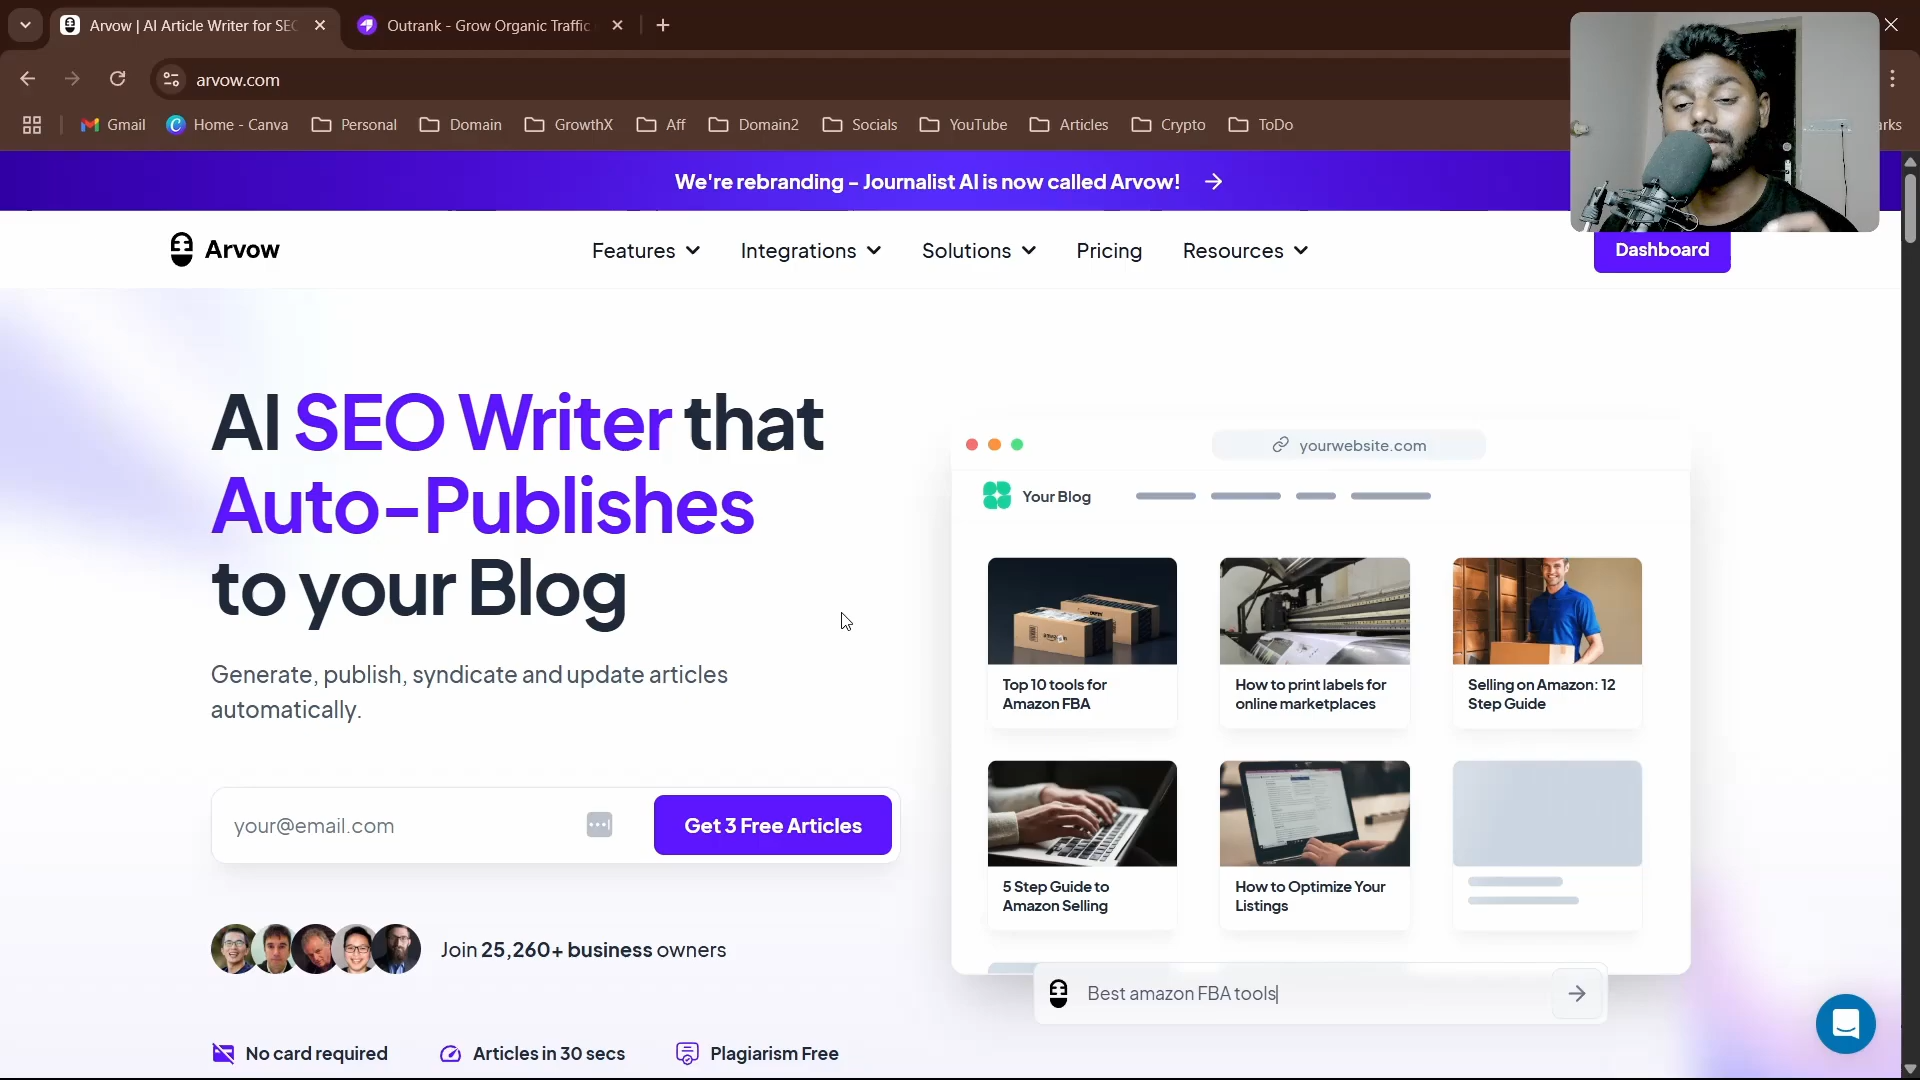 Arvow | AI Article Writer for SEO
Outrank - Grow Organic Traffic
arvow.com
Gmail
Home - Canva
Personal
Domain
GrowthX
Aff
Domain2
Socials
YouTube
Articles
Crypto
ToDo
We're rebranding - Journalist AI is now called Arvow!
Arvow
Features
Integrations
Solutions
Pricing
Resources
Dashboard
AI SEO Writer that
Auto-Publishes
to your Blog
Generate, publish, syndicate and update articles
automatically.
your@email.com
Get 3 Free Articles
Join 25,260+ business owners
No card required
Articles in 30 secs
Plagiarism Free
yourwebsite.com
Your Blog
Top 10 tools for
Amazon FBA
How to print labels for
online marketplaces
Selling on Amazon: 12
Step Guide
5 Step Guide to
Amazon Selling
How to Optimize Your
Listings
Best amazon FBA tools